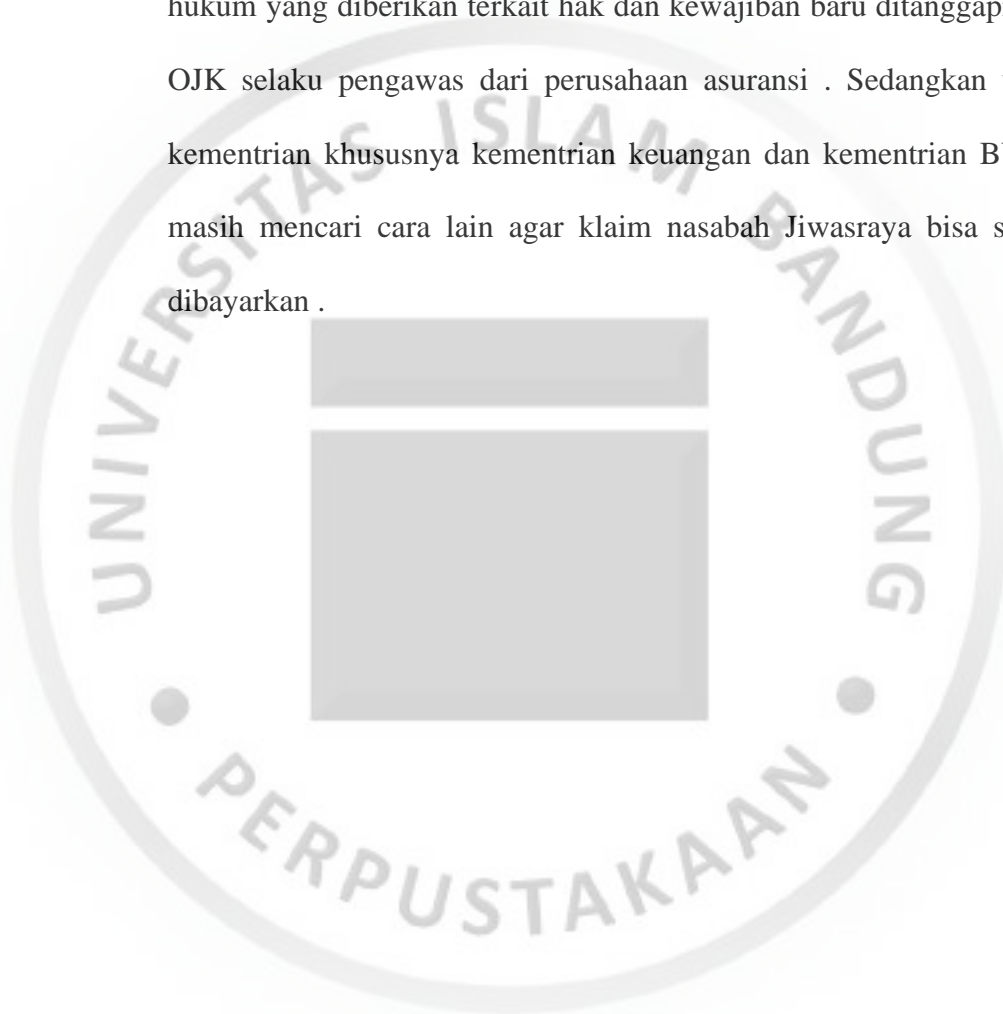 hukum yang diberikan terkait hak dan kewajiban baru ditanggapi
OJK selaku pengawas dari perusahaan asuransi . Sedangkan
kementrian khususnya kementrian keuangan dan kementrian
masih mencari cara lain agar klaim nasabah Jiwasraya bisa
dibayarkan .
UNIVERSITAS ISLAM BANDUNG
PERPUSTAKAAN